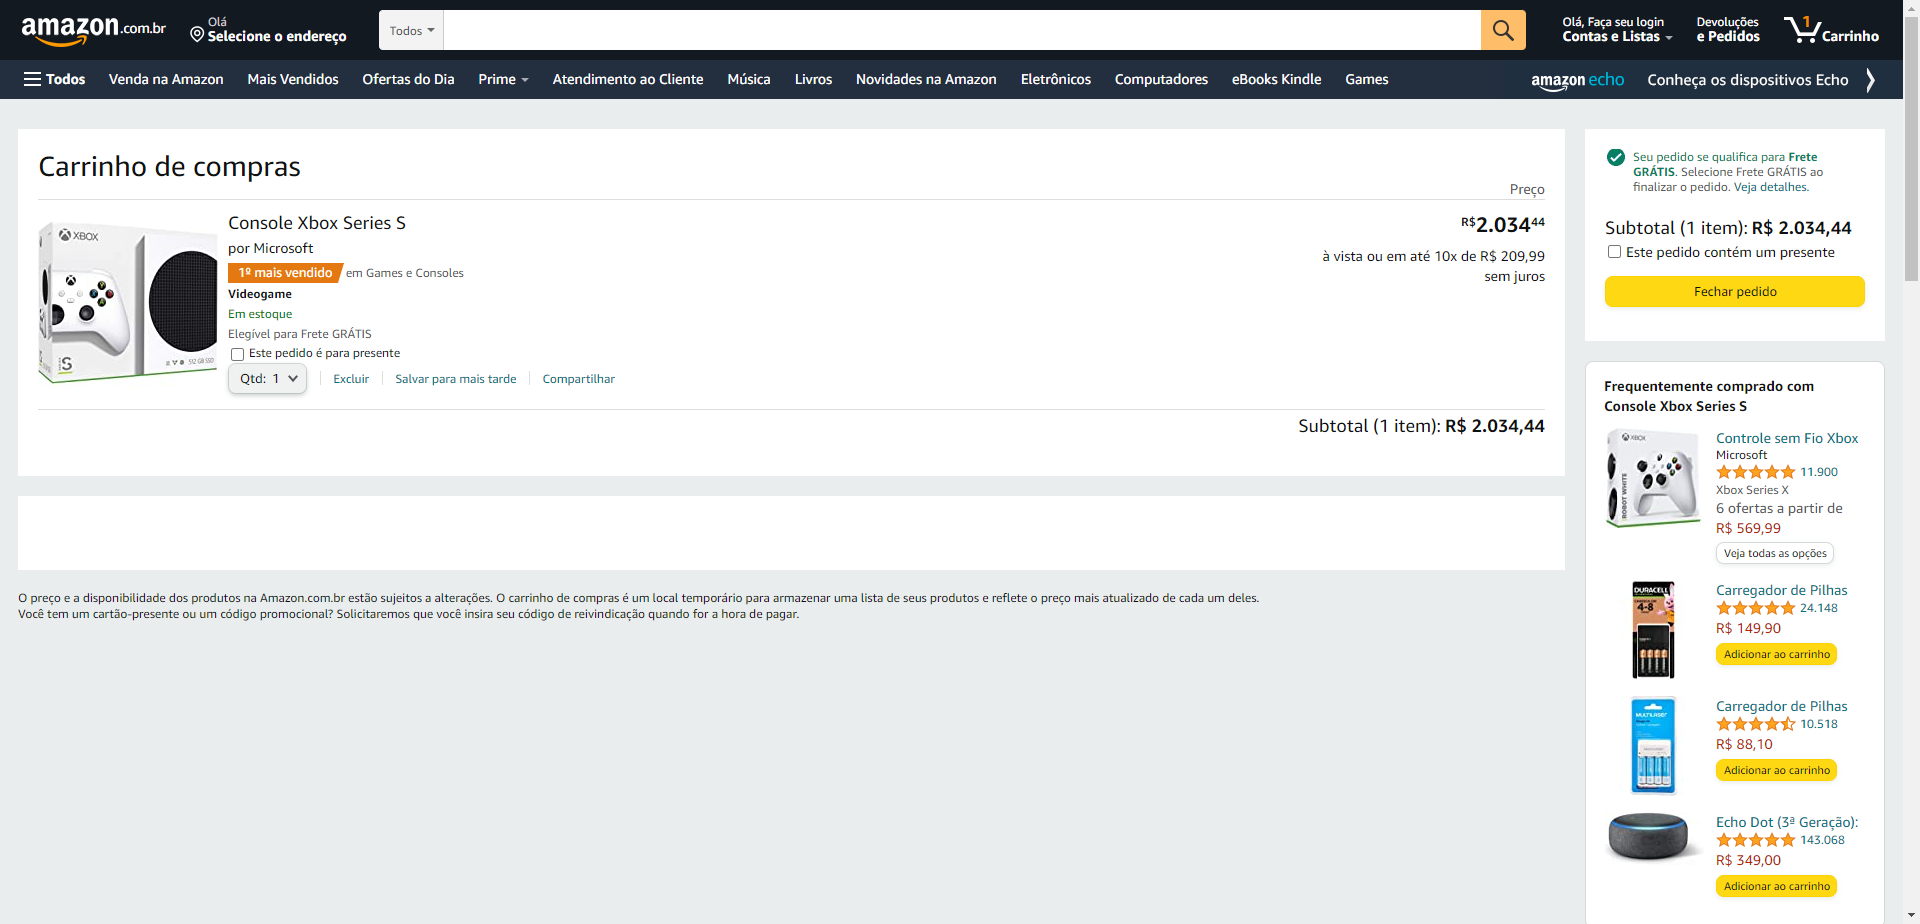 amazon.com.br
Olá
Selecione o endereço
Todos
Olá, Faça seu login
Contas e Listas
Devoluções
e Pedidos
1
Carrinho
Todos
Venda na Amazon
Mais Vendidos
Ofertas do Dia
Prime
Atendimento ao Cliente
Música
Livros
Novidades na Amazon
Eletrônicos
Computadores
eBooks Kindle
Games
amazon echo
Conheça os dispositivos Echo
Carrinho de compras
Preço
XBOX
S
512 GB SSD
Console Xbox Series S
por Microsoft
1º mais vendido em Games e Consoles
Videogame
Em estoque
Elegível para Frete GRÁTIS
Este pedido é para presente
Qtd: 1
Excluir
Salvar para mais tarde
Compartilhar
R$2.03444
à vista ou em até 10x de R$ 209,99
sem juros
Subtotal (1 item): R$ 2.034,44
O preço e a disponibilidade dos produtos na Amazon.com.br estão sujeitos a alterações. O carrinho de compras é um local temporário para armazenar uma lista de seus produtos e reflete o preço mais atualizado de cada um deles.
Você tem um cartão-presente ou um código promocional? Solicitaremos que você insira seu código de reivindicação quando for a hora de pagar.
Seu pedido se qualifica para Frete
GRÁTIS. Selecione Frete GRÁTIS ao
finalizar o pedido. Veja detalhes.
Subtotal (1 item): R$ 2.034,44
Este pedido contém um presente
Fechar pedido
Frequentemente comprado com
Console Xbox Series S
XBOX
ROBOT WHITE
Controle sem Fio Xbox
Microsoft
11.900
Xbox Series X
6 ofertas a partir de
R$ 569,99
Veja todas as opções
DURACELL
4-8
Carregador de Pilhas
24.148
R$ 149,90
Adicionar ao carrinho
MULTILASER
Carregador de Pilhas
10.518
R$ 88,10
Adicionar ao carrinho
Echo Dot (3ª Geração):
143.068
R$ 349,00
Adicionar ao carrinho